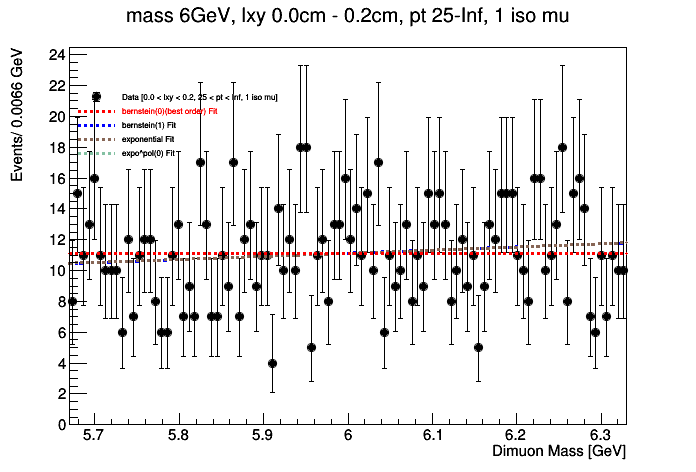 mass 6GeV, lxy 0.0cm - 0.2cm, pt 25-Inf, 1 iso mu
Events/ 0.0066 GeV
24
22
20
18
16
14
12
10
8
6
4
2
0
Data [0.0 < lxy < 0.2, 25 < pt < Inf, 1 iso mu]
bernstein(0)(best order) Fit
bernstein(1) Fit
exponential Fit
expo*pol(0) Fit
5.7 5.8 5.9 6 6.1 6.2 6.3
Dimuon Mass [GeV]